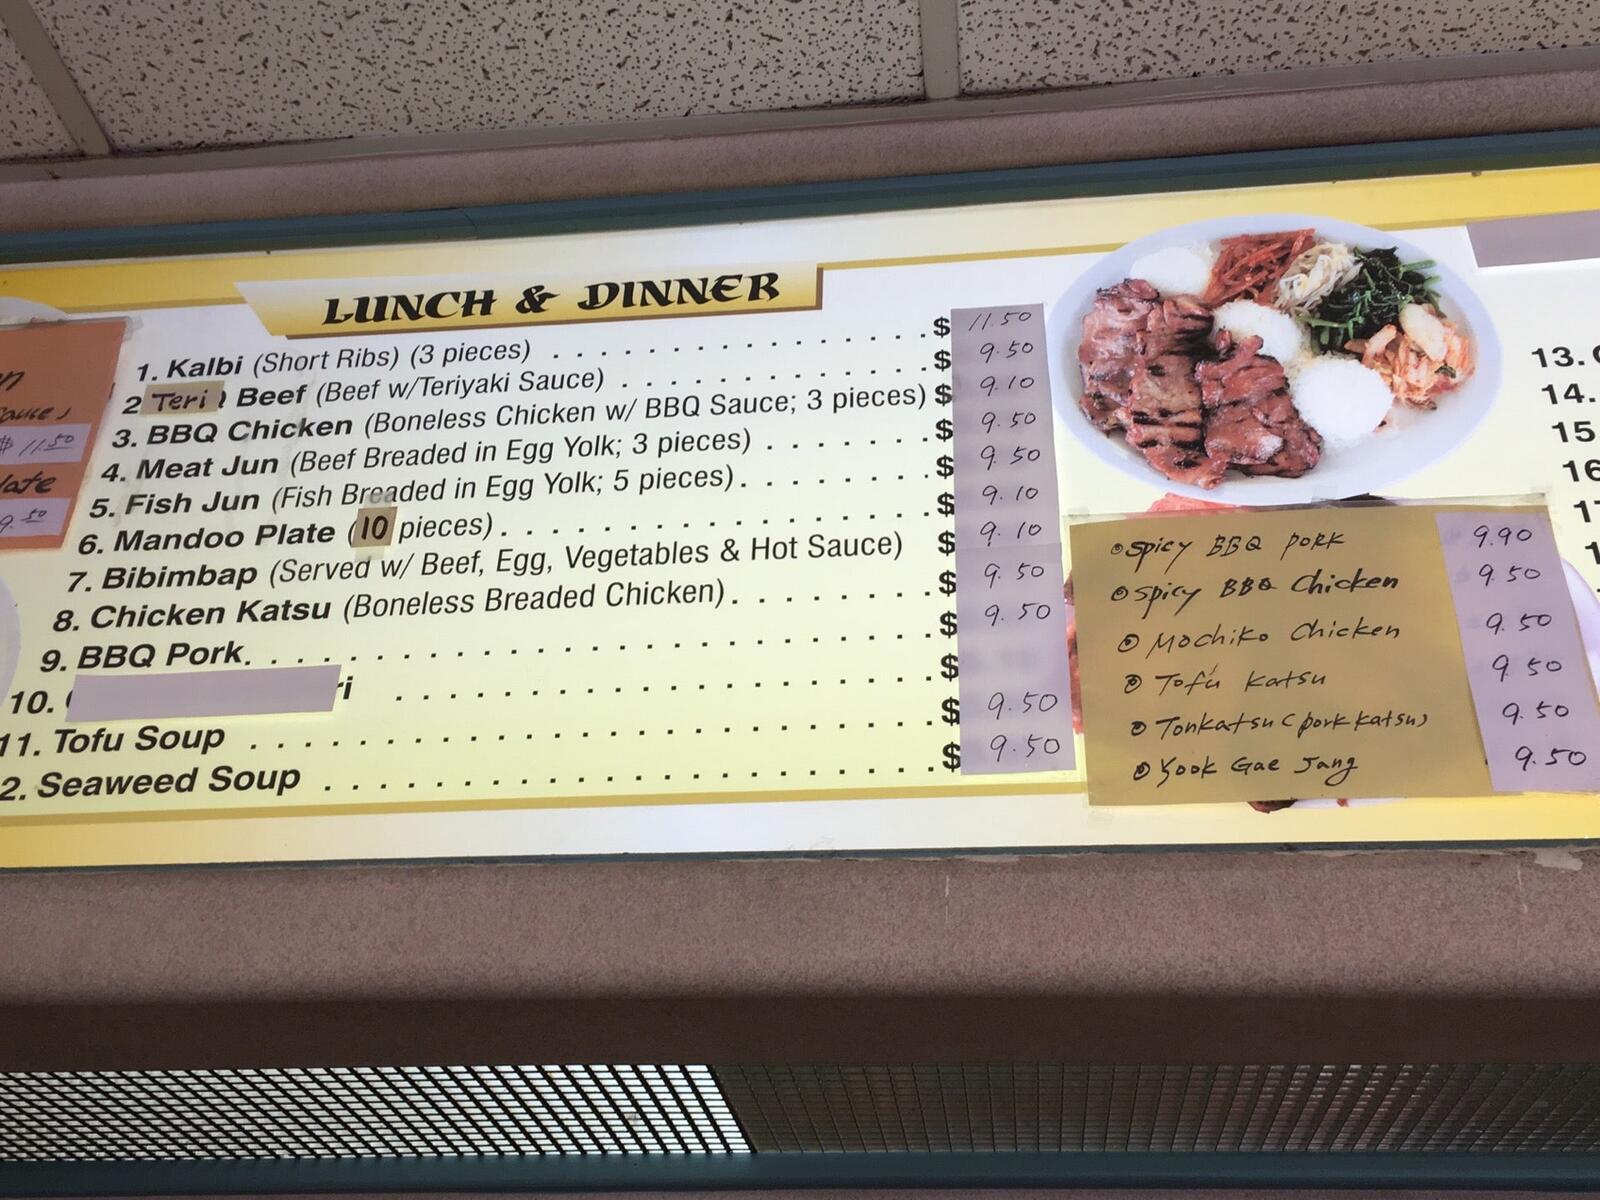 LUNCH & DINNER
1. Kalbi (Short Ribs) (3 pieces) . . . . . . . . . . . . . . . $ 11.50
2 Teri Beef (Beef w/Teriyaki Sauce) . . . . . . . . . . . . . $ 9.50
3. BBQ Chicken (Boneless Chicken w/ BBQ Sauce; 3 pieces) $ 9.10
4. Meat Jun (Beef Breaded in Egg Yolk; 3 pieces) . . . . . . . $ 9.50
5. Fish Jun (Fish Breaded in Egg Yolk; 5 pieces). . . . . . . . $ 9.50
6. Mandoo Plate (10 pieces). . . . . . . . . . . . . . . . $ 9.10
7. Bibimbap (Served w/ Beef, Egg, Vegetables & Hot Sauce) $ 9.10
8. Chicken Katsu (Boneless Breaded Chicken). . . . . . . . $ 9.50
9. BBQ Pork. . . . . . . . . . . . . . . . . . . . . . . . $ 9.50
10. ri . . . . . . . . . . . . . . . . . . . . $
11. Tofu Soup . . . . . . . . . . . . . . . . . . . . . . . . $ 9.50
2. Seaweed Soup . . . . . . . . . . . . . . . . . . . . . $ 9.50
sauce)
$ 11.50
late
9.50
spicy BBQ pork 9.90
spicy BBQ Chicken 9.50
Mochiko Chicken 9.50
Tofu Katsu 9.50
Tonkatsu (pork katsu) 9.50
Yook Gae Jang 9.50
13.
14.
15
16
1
1